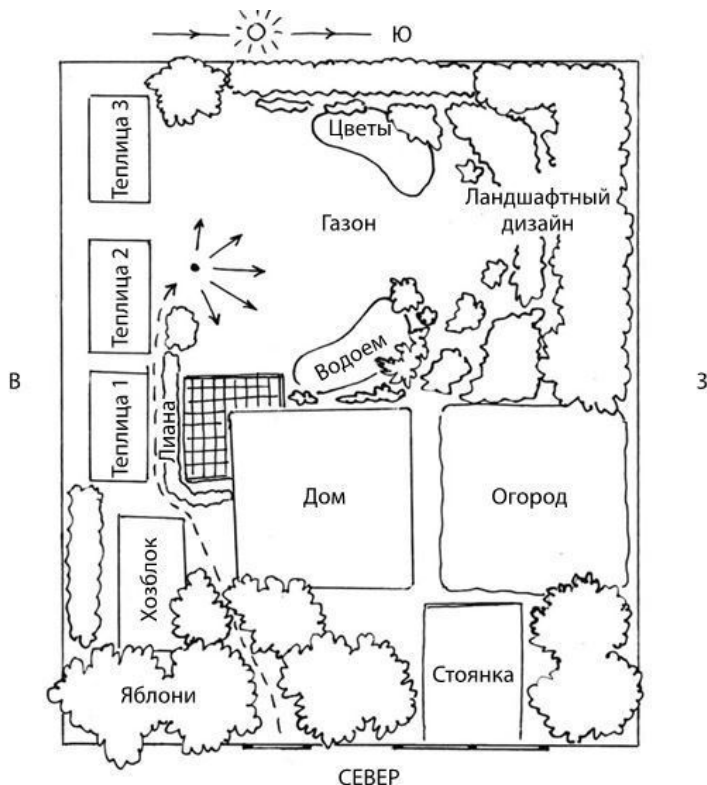 Ю
Теплица 3
Цветы
Ландшафтный
дизайн
Газон
Теплица 2
Водоем
В
З
Теплица 1
Лиана
Дом
Огород
Хозблок
Стоянка
Яблони
СЕВЕР